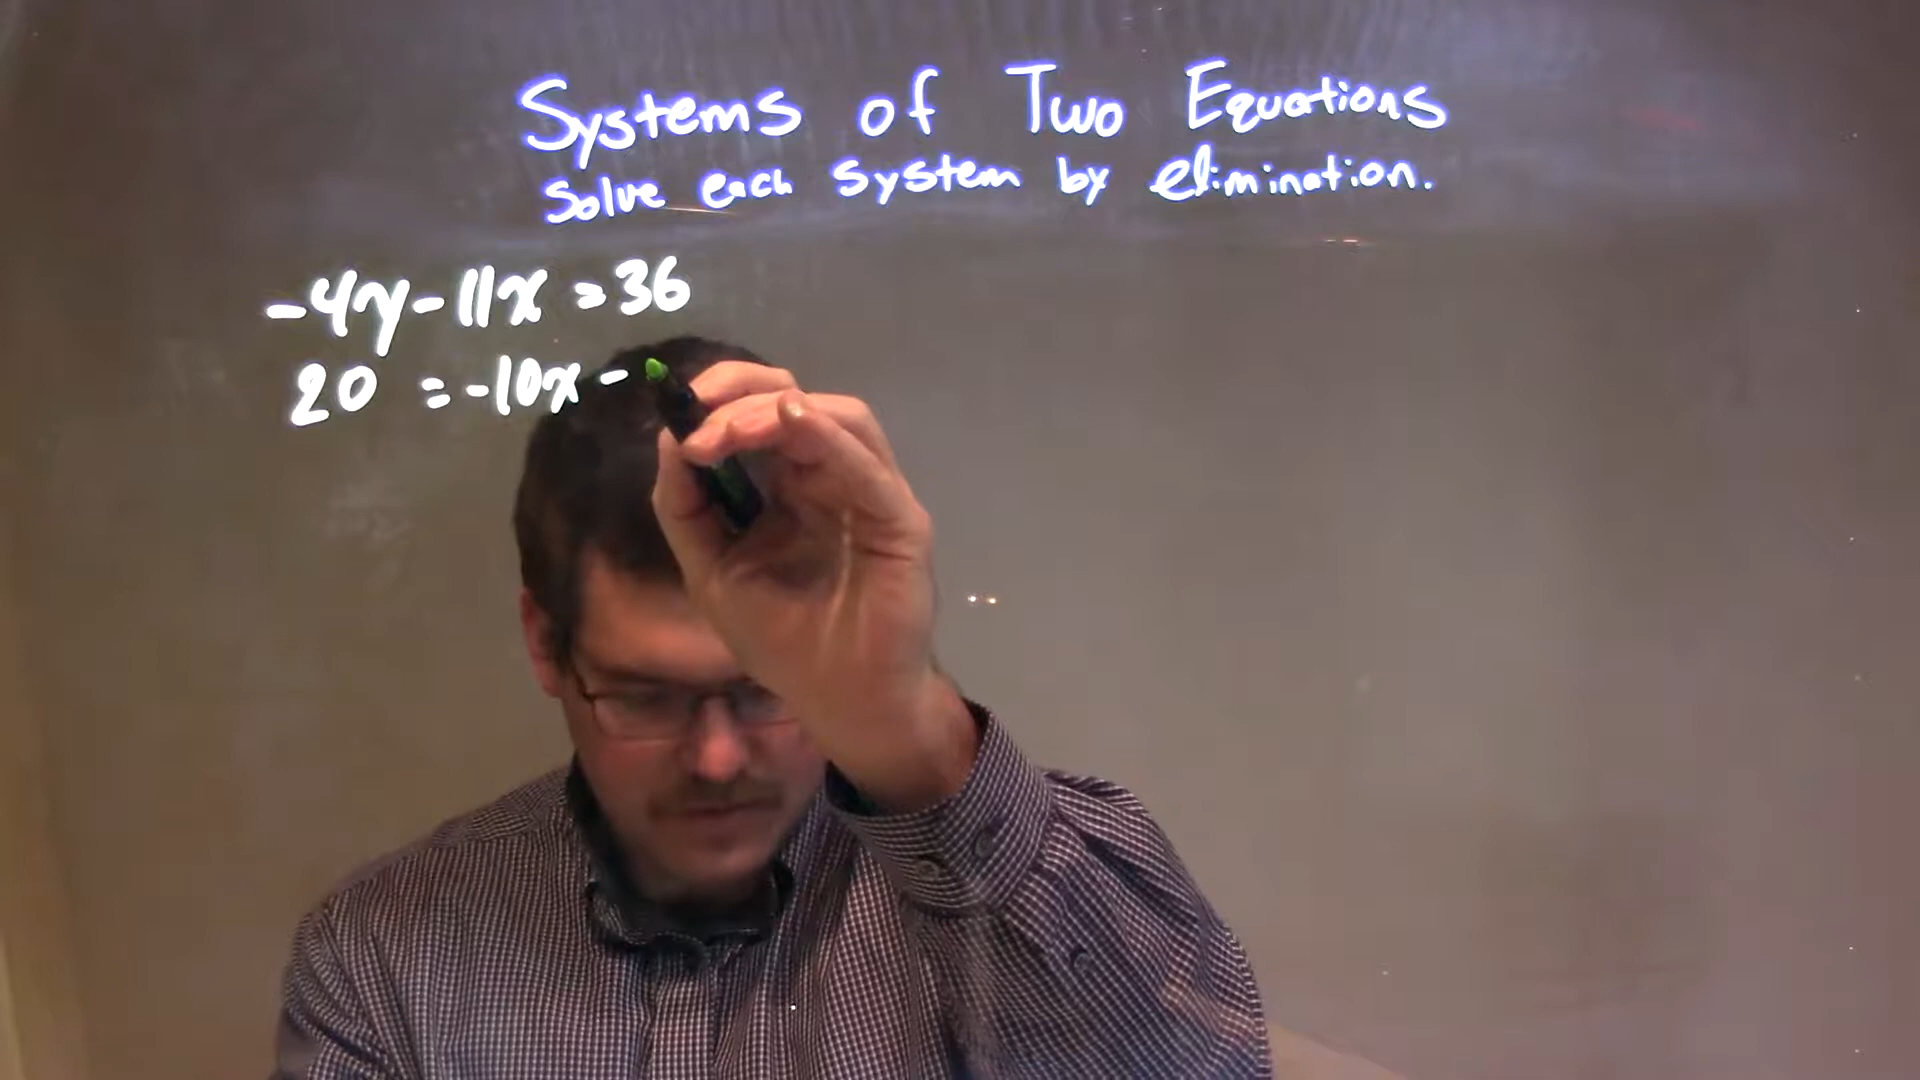 Systems of Two Equations
Solve each system by elimination.
-4y-11x=36
20 =-10x -